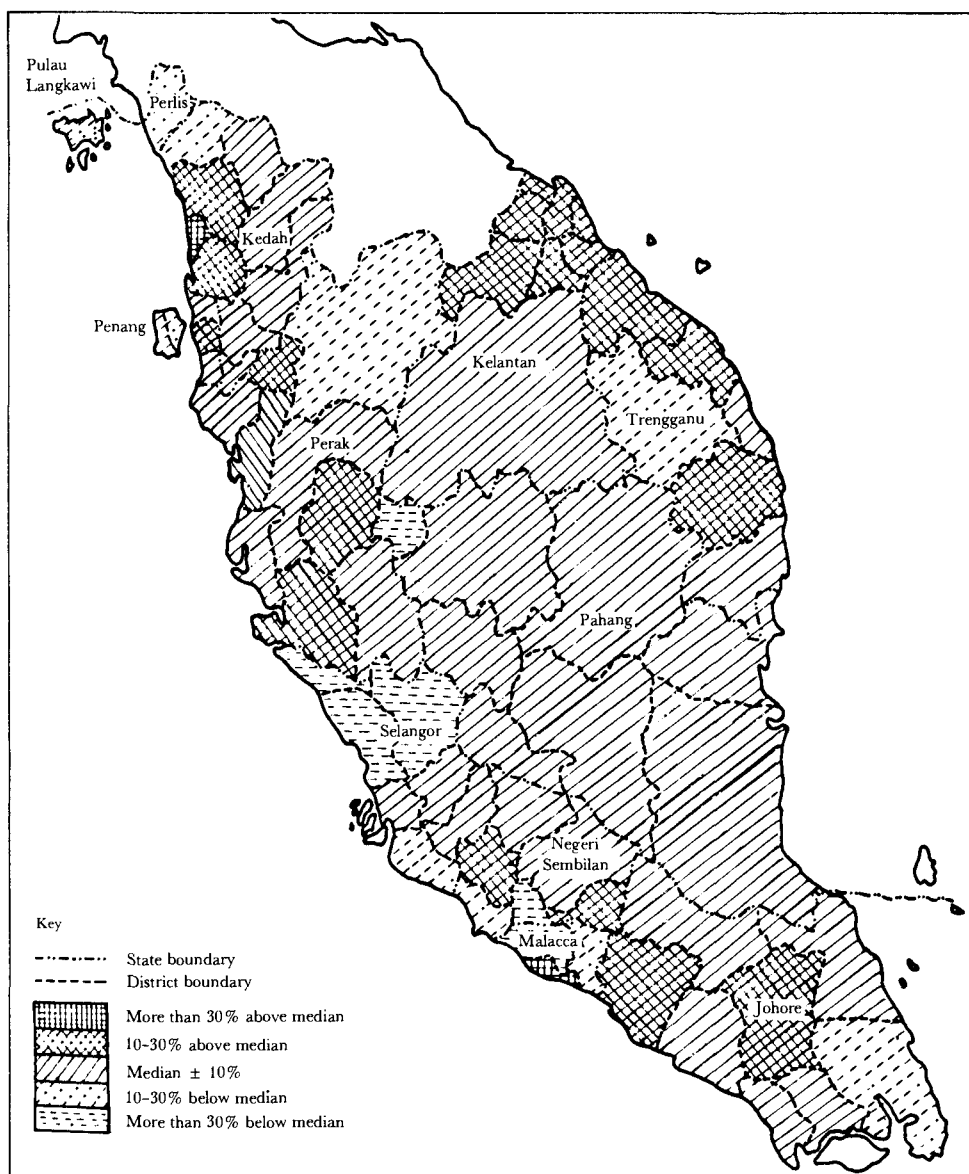 Pulau
Langkawi
Perlis
Kedah
Penang
Kelantan
Trengganu
Perak
Pahang
Selangor
Negeri
Sembilan
Malacca
Johore
Key
State boundary
District boundary
More than 30% above median
10–30% above median
Median ± 10%
10–30% below median
More than 30% below median